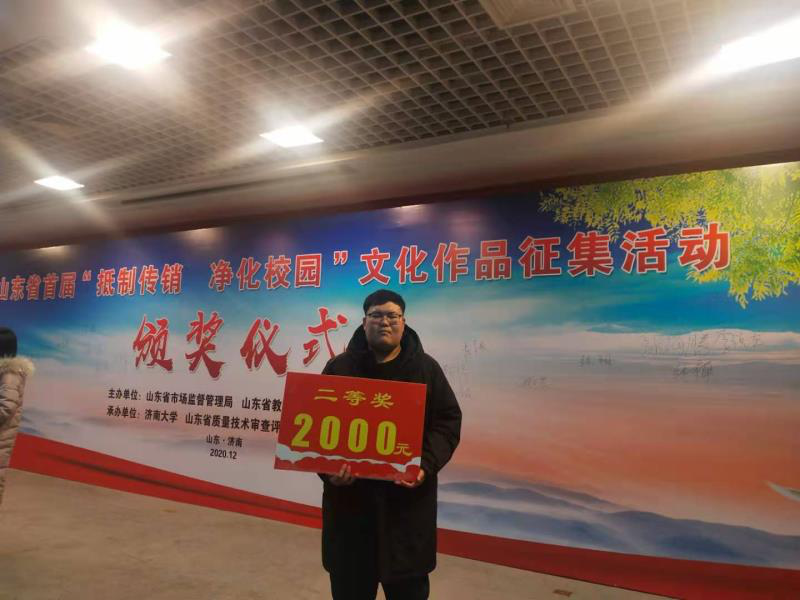 山东省首届“抵制传销 净化校园”文化作品征集活动
颁奖仪式
主办单位：山东省市场监督管理局 山东省教
承办单位：济南大学 山东省质量技术审查评
山东·济南
2020.12
二等奖
2000元